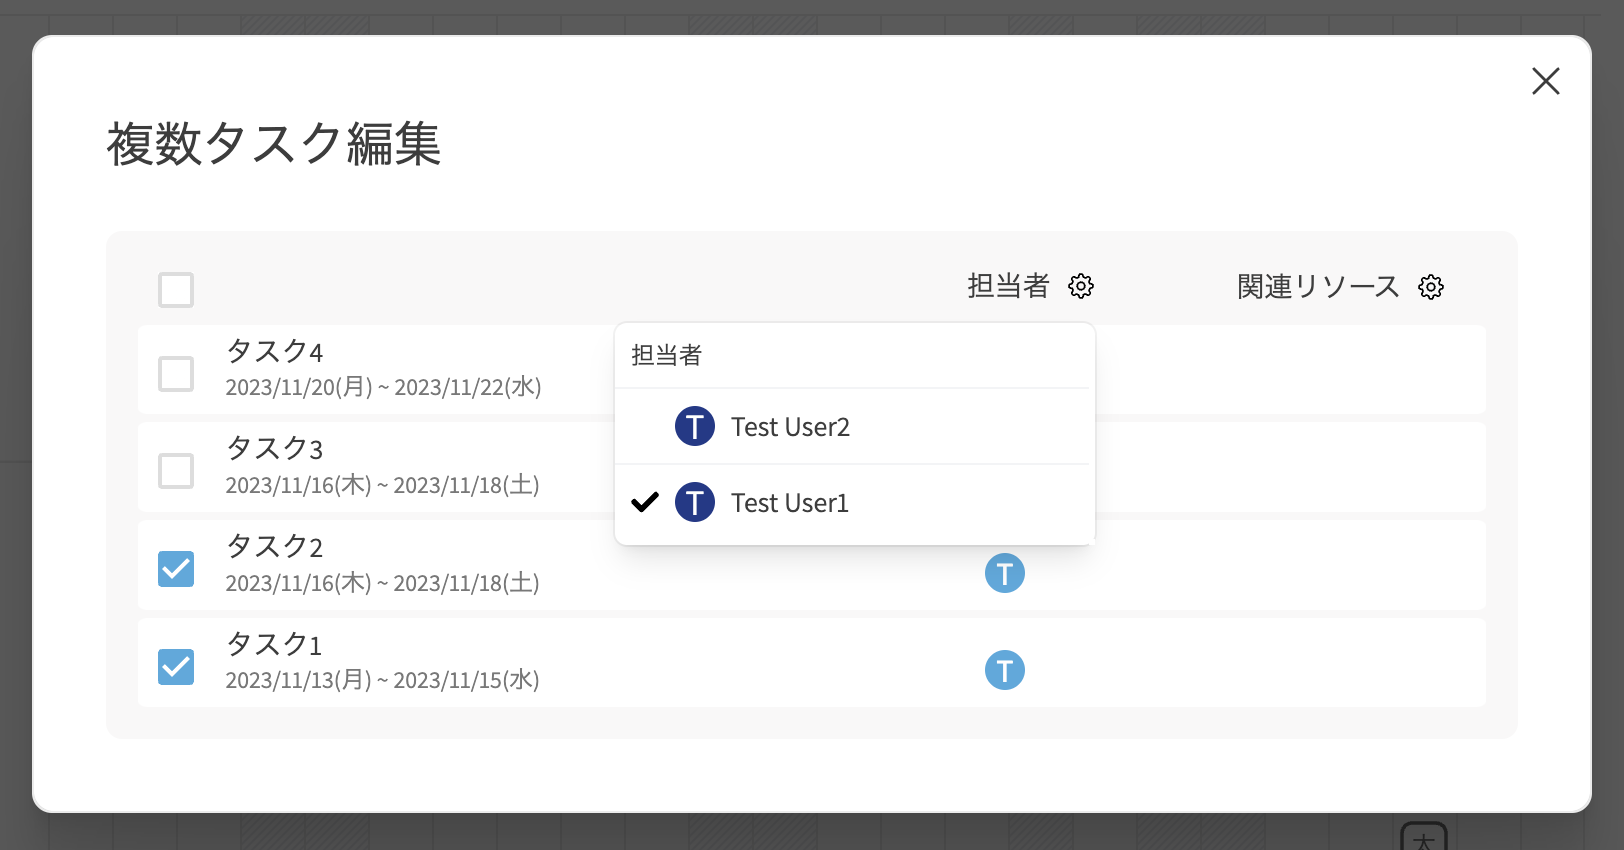 複数タスク編集
担当者
関連リソース
タスク4
2023/11/20(月) ~ 2023/11/22(水)
担当者
T Test User2
T Test User1
タスク3
2023/11/16(木) ~ 2023/11/18(土)
タスク2
2023/11/16(木) ~ 2023/11/18(土)
T
タスク1
2023/11/13(月) ~ 2023/11/15(水)
T